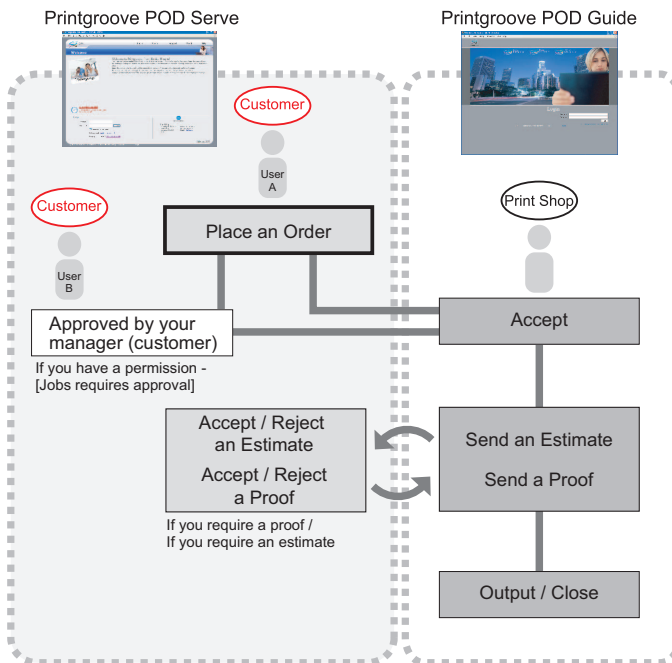 Printgroove POD Serve
Printgroove POD Guide
Customer
User
A
Customer
User
B
Print Shop
Place an Order
Approved by your
manager (customer)
If you have a permission -
[Jobs requires approval]
Accept
Accept / Reject
an Estimate
Accept / Reject
a Proof
If you require a proof /
If you require an estimate
Send an Estimate
Send a Proof
Output / Close